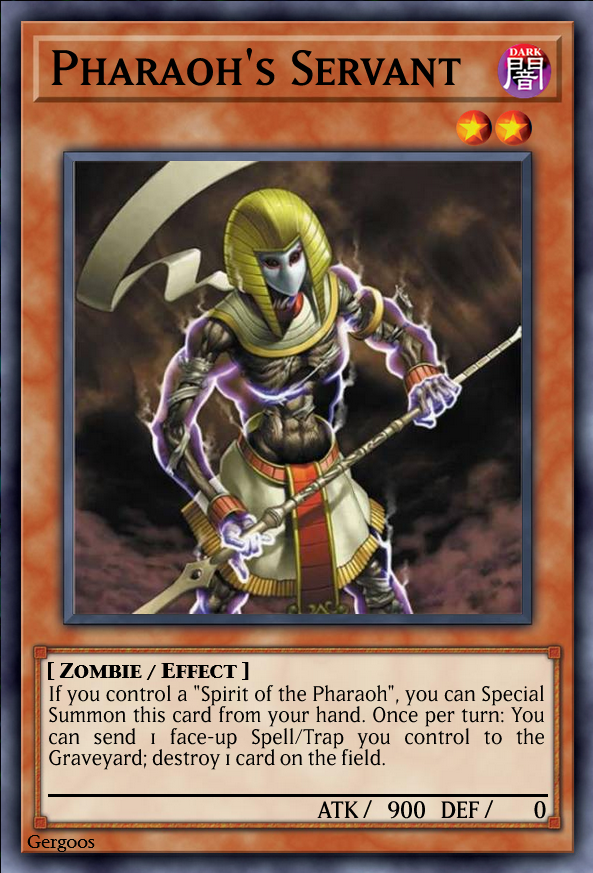 Pharaoh's Servant
DARK
闇
[ Zombie / Effect ]
If you control a "Spirit of the Pharaoh", you can Special
Summon this card from your hand. Once per turn: You
can send 1 face-up Spell/Trap you control to the
Graveyard; destroy 1 card on the field.
ATK / 900 DEF / 0
Gergoos